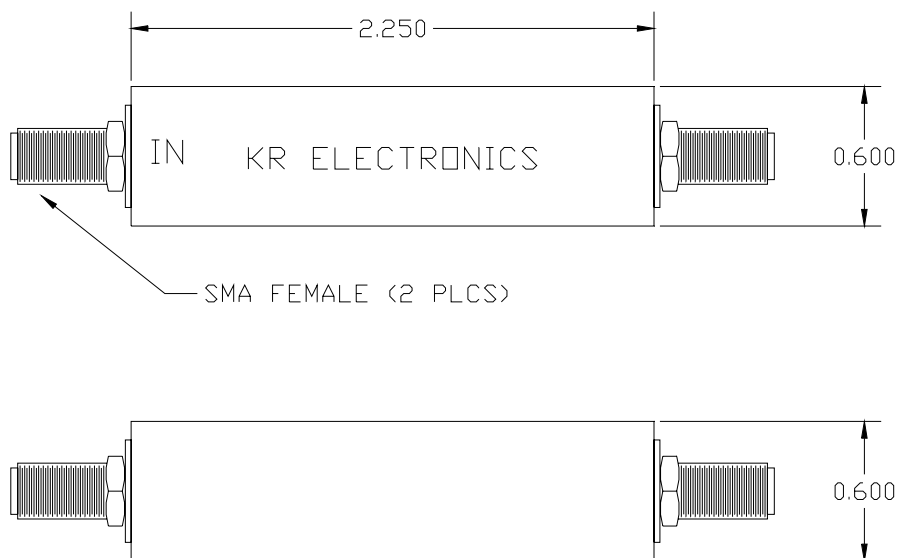 2.250
IN KR ELECTRONICS
0.600
SMA FEMALE (2 PLCS)
0.600